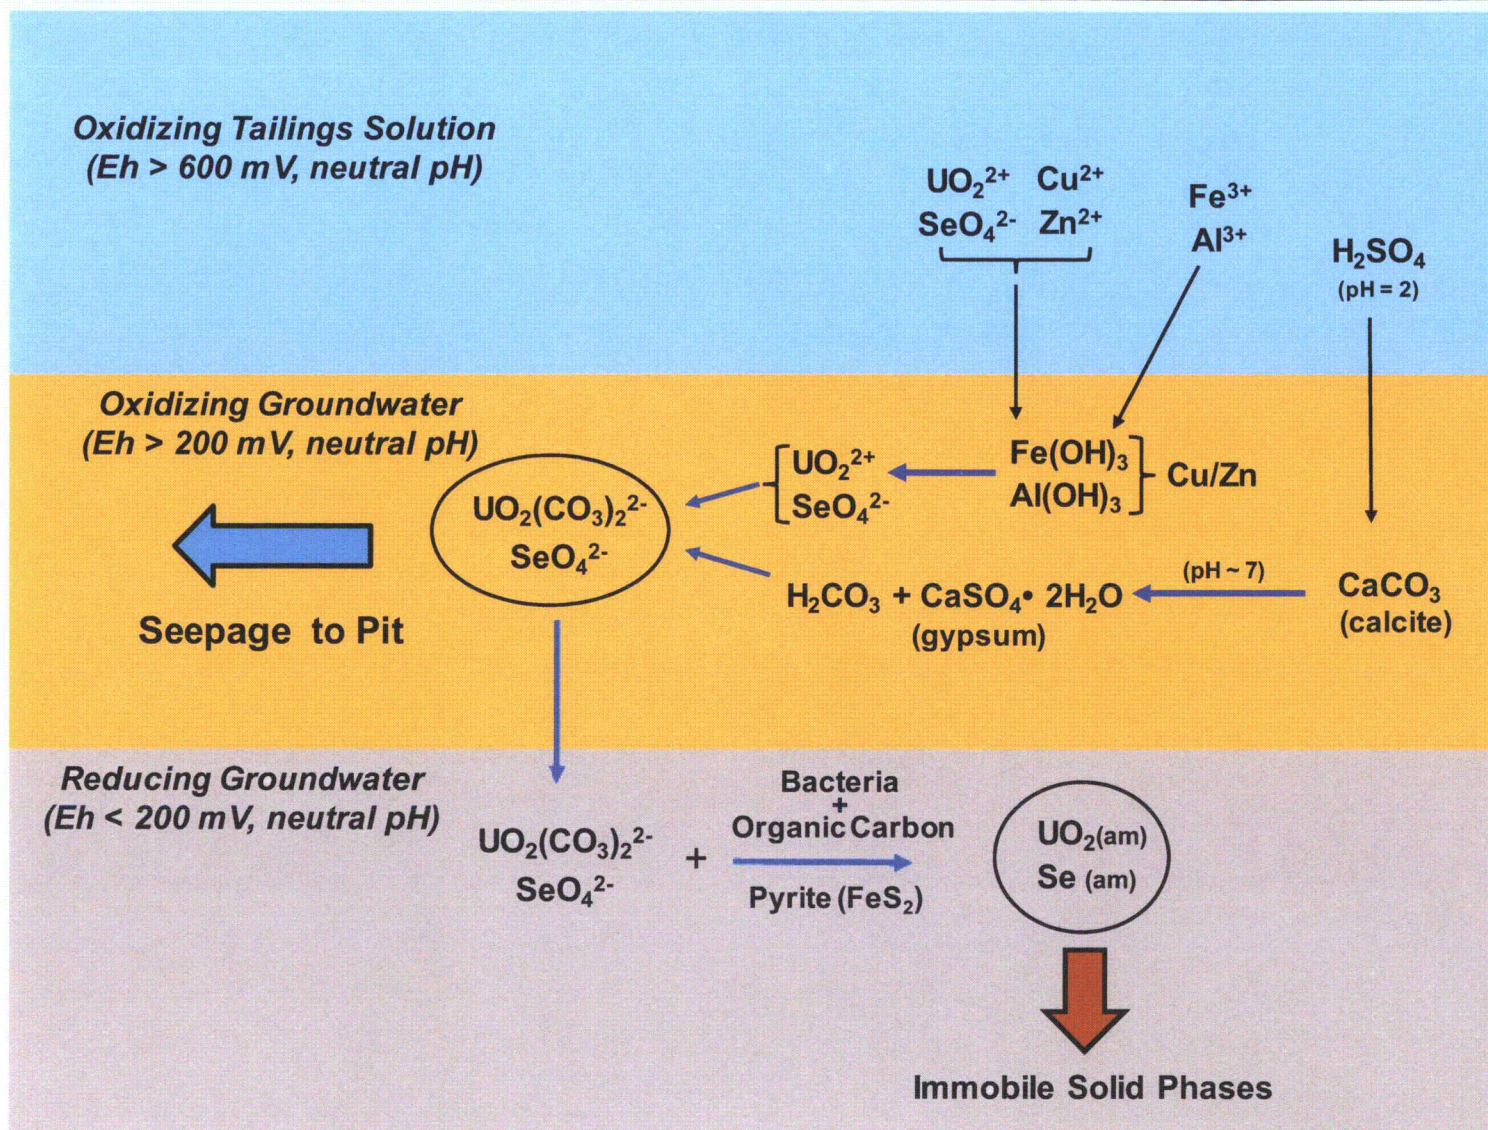 Oxidizing Tailings Solution
(Eh > 600 mV, neutral pH)
UO₂²⁺ Cu²⁺
SeO₄²⁻ Zn²⁺
Fe³⁺
Al³⁺
H₂SO₄
(pH = 2)
Oxidizing Groundwater
(Eh > 200 mV, neutral pH)
UO₂(CO₃)₂²⁻
SeO₄²⁻
UO₂²⁺
SeO₄²⁻
Fe(OH)₃
Al(OH)₃
Cu/Zn
Seepage to Pit
H₂CO₃ + CaSO₄• 2H₂O
(gypsum)
(pH ~ 7)
CaCO₃
(calcite)
Reducing Groundwater
(Eh < 200 mV, neutral pH)
UO₂(CO₃)₂²⁻
SeO₄²⁻
+
Bacteria
+
Organic Carbon
Pyrite (FeS₂)
UO₂(am)
Se (am)
Immobile Solid Phases